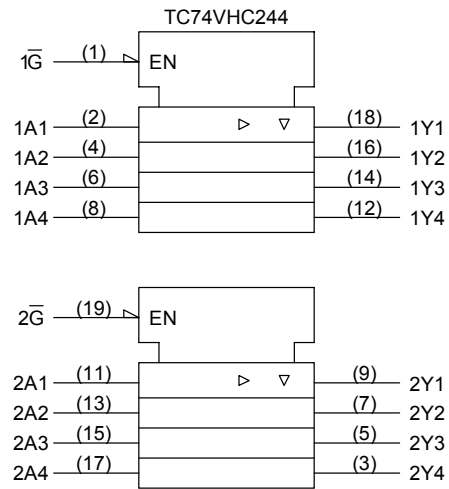 TC74VHC244
1G̅ (1) EN
1A1 (2) (18) 1Y1
1A2 (4) (16) 1Y2
1A3 (6) (14) 1Y3
1A4 (8) (12) 1Y4
2G̅ (19) EN
2A1 (11) (9) 2Y1
2A2 (13) (7) 2Y2
2A3 (15) (5) 2Y3
2A4 (17) (3) 2Y4